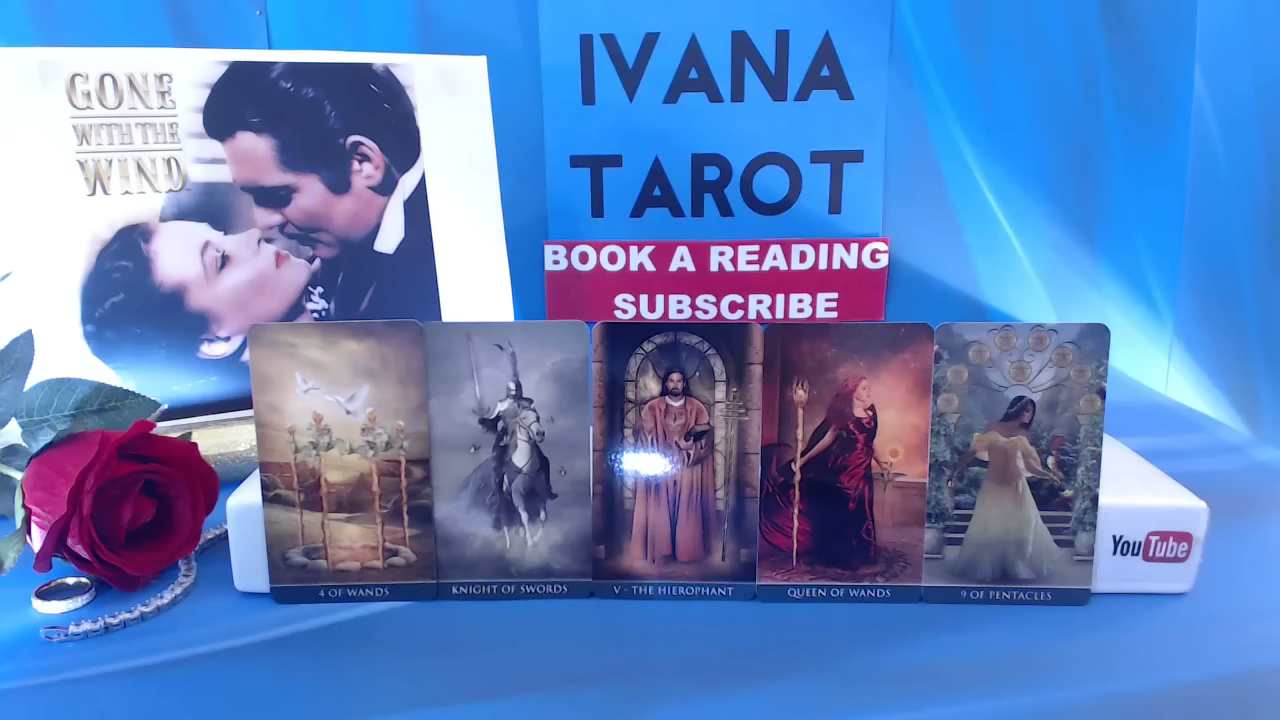 GONE
WITH THE
WIND
IVANA
TAROT
BOOK A READING
SUBSCRIBE
4 OF WANDS
KNIGHT OF SWORDS
V - THE HIEROPHANT
QUEEN OF WANDS
9 OF PENTACLES
YouTube